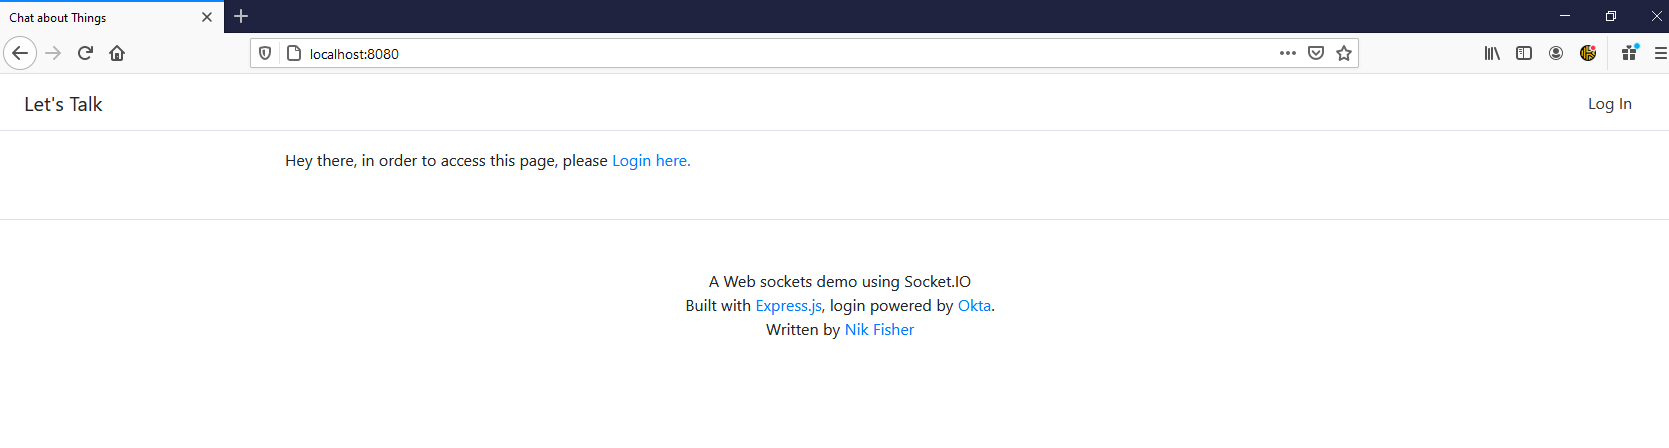 Chat about Things
localhost:8080
Let's Talk
Log In
Hey there, in order to access this page, please Login here.
A Web sockets demo using Socket.IO
Built with Express.js, login powered by Okta.
Written by Nik Fisher